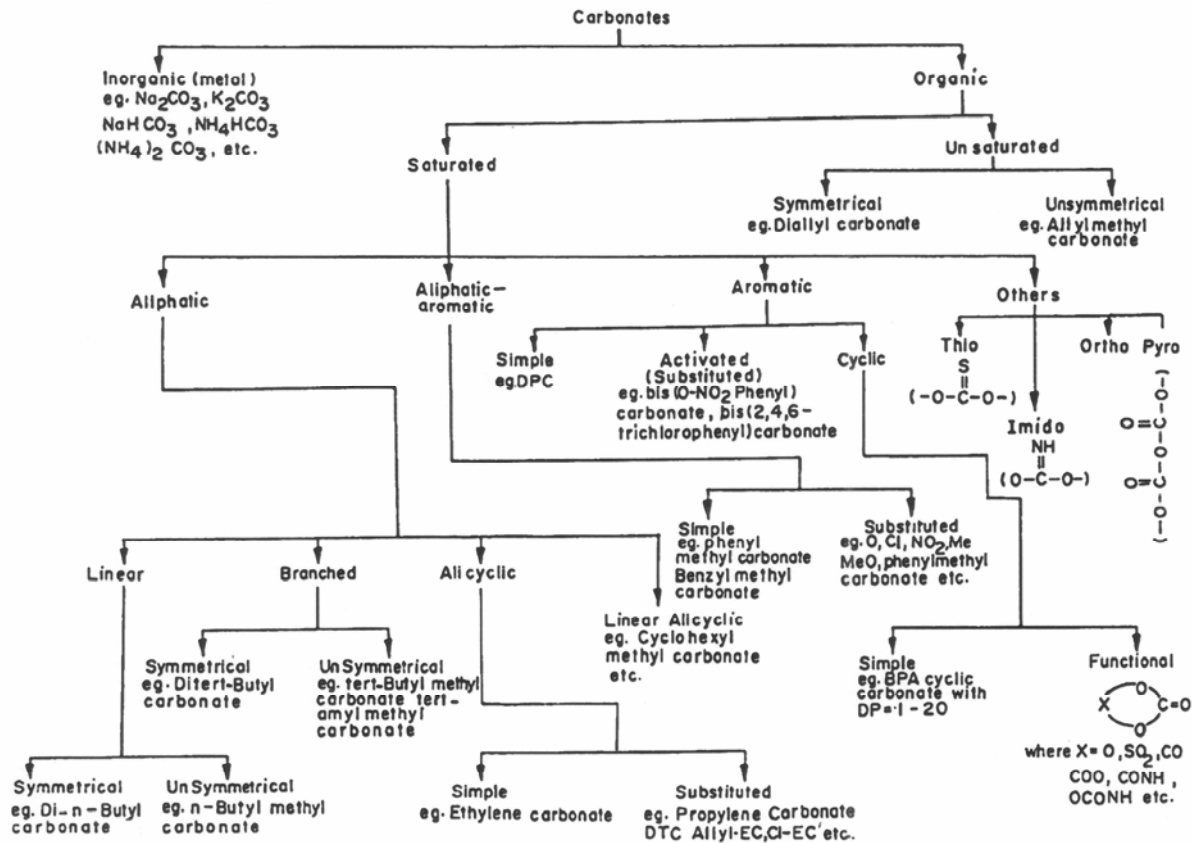 Carbonates
Inorganic (metal)
eg. Na2CO3, K2CO3
NaHCO3, NH4HCO3
(NH4)2 CO3, etc.
Organic
Saturated
Unsaturated
Symmetrical
eg. Diallyl carbonate
Unsymmetrical
eg. Allylmethyl
carbonate
Aliphatic
Aliphatic-
aromatic
Aromatic
Others
Simple
eg. DPC
Activated
(Substituted)
eg. bis (O-NO2 Phenyl)
carbonate, bis (2,4,6-
trichlorophenyl) carbonate
Cyclic
Thio
S
(-O-C-O-)
Imido
NH
(O-C-O-)
Ortho
Pyro
(-O-
O=C-O
O=C-O-)
Linear
Branched
Alicyclic
Linear Alicyclic
eg. Cyclohexyl
methyl carbonate
etc.
Simple
eg. phenyl
methyl carbonate
Benzyl methyl
carbonate
Substituted
eg. O, Cl, NO2, Me
MeO, phenylmethyl
carbonate etc.
Symmetrical
eg. Ditert-Butyl
carbonate
UnSymmetrical
eg. tert-Butyl methyl
carbonate tert-
amyl methyl
carbonate
Simple
eg. BPA cyclic
carbonate with
DP=1-20
Functional
X O C=O
O
where X= O, SO2, CO
COO, CONH,
OCONH etc.
Symmetrical
eg. Di-n-Butyl
carbonate
UnSymmetrical
eg. n-Butyl methyl
carbonate
Simple
eg. Ethylene carbonate
Substituted
eg. Propylene Carbonate
DTC Allyl-EC, Cl-EC' etc.